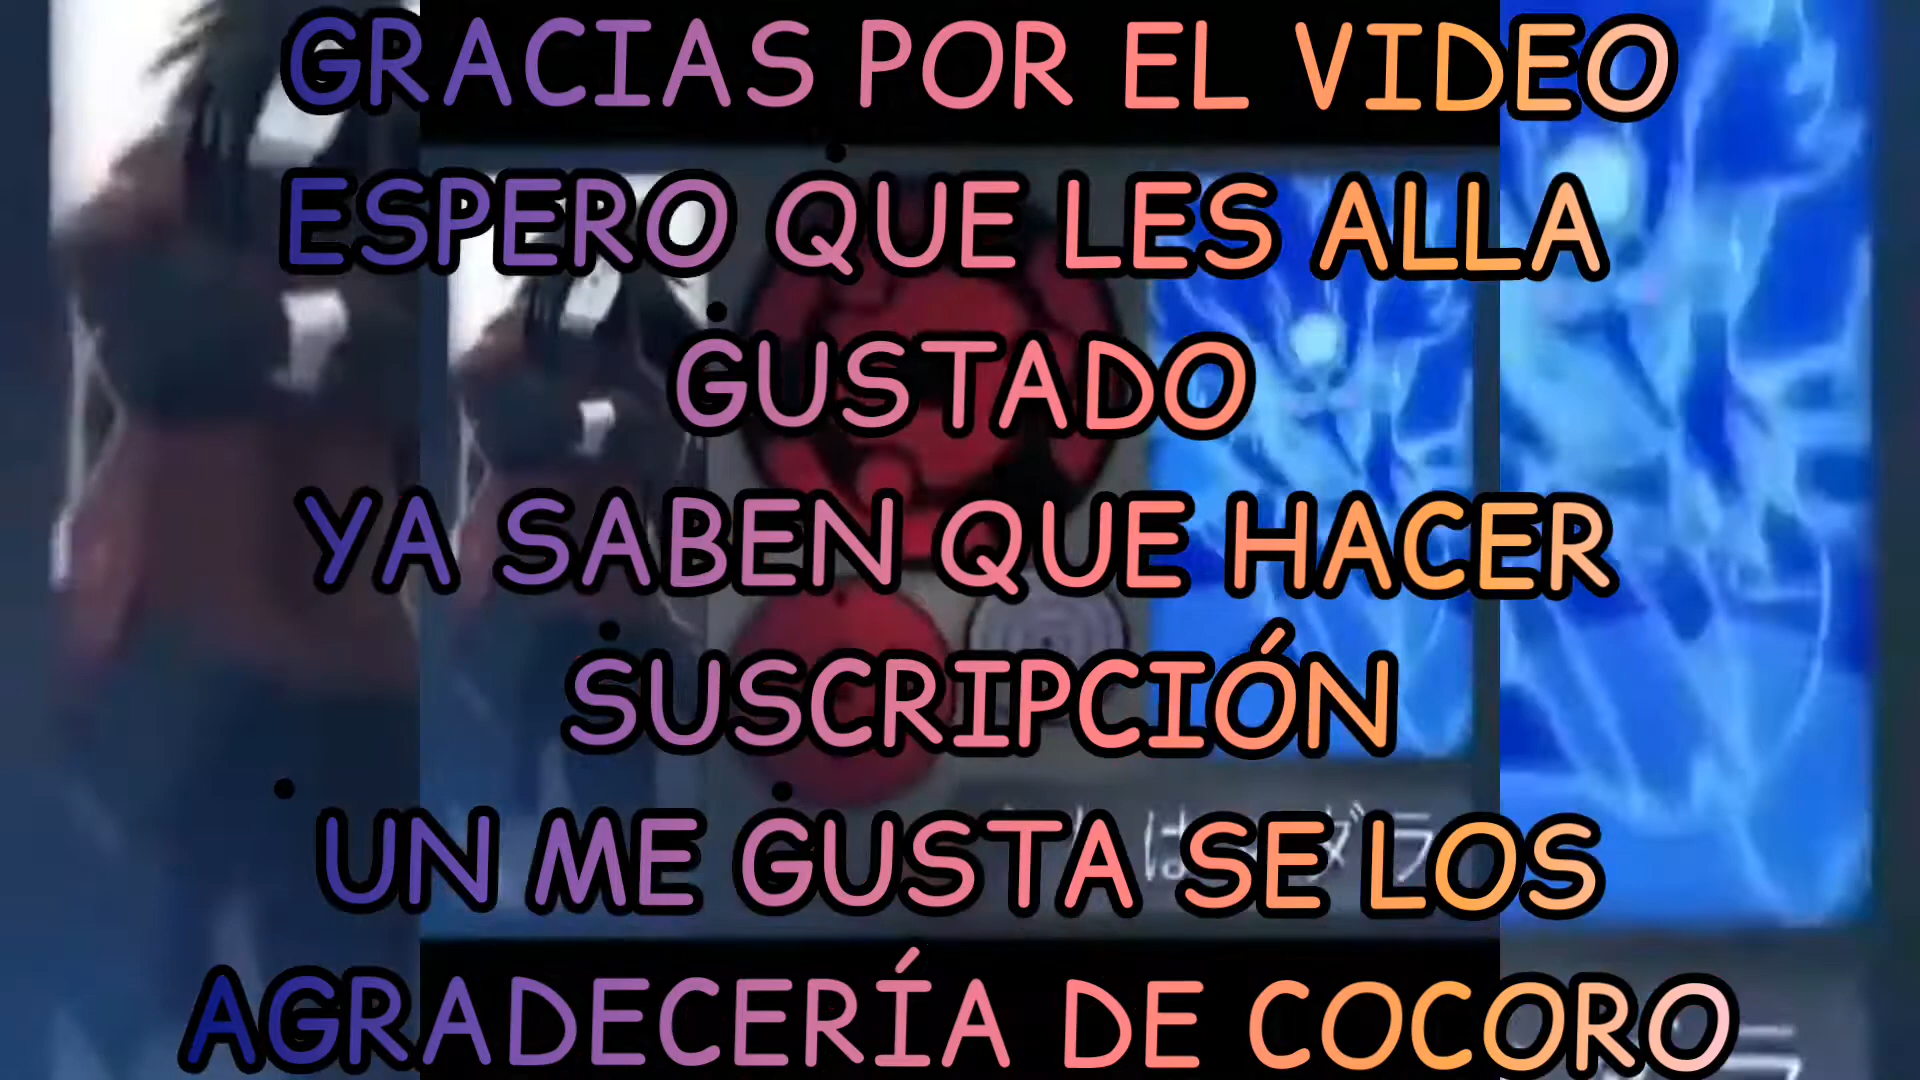 GRACIAS POR EL VIDEO
ESPERO QUE LES ALLA
GUSTADO
YA SABEN QUE HACER
SUSCRIPCIÓN
UN ME GUSTA SE LOS
AGRADECERÍA DE COCORO